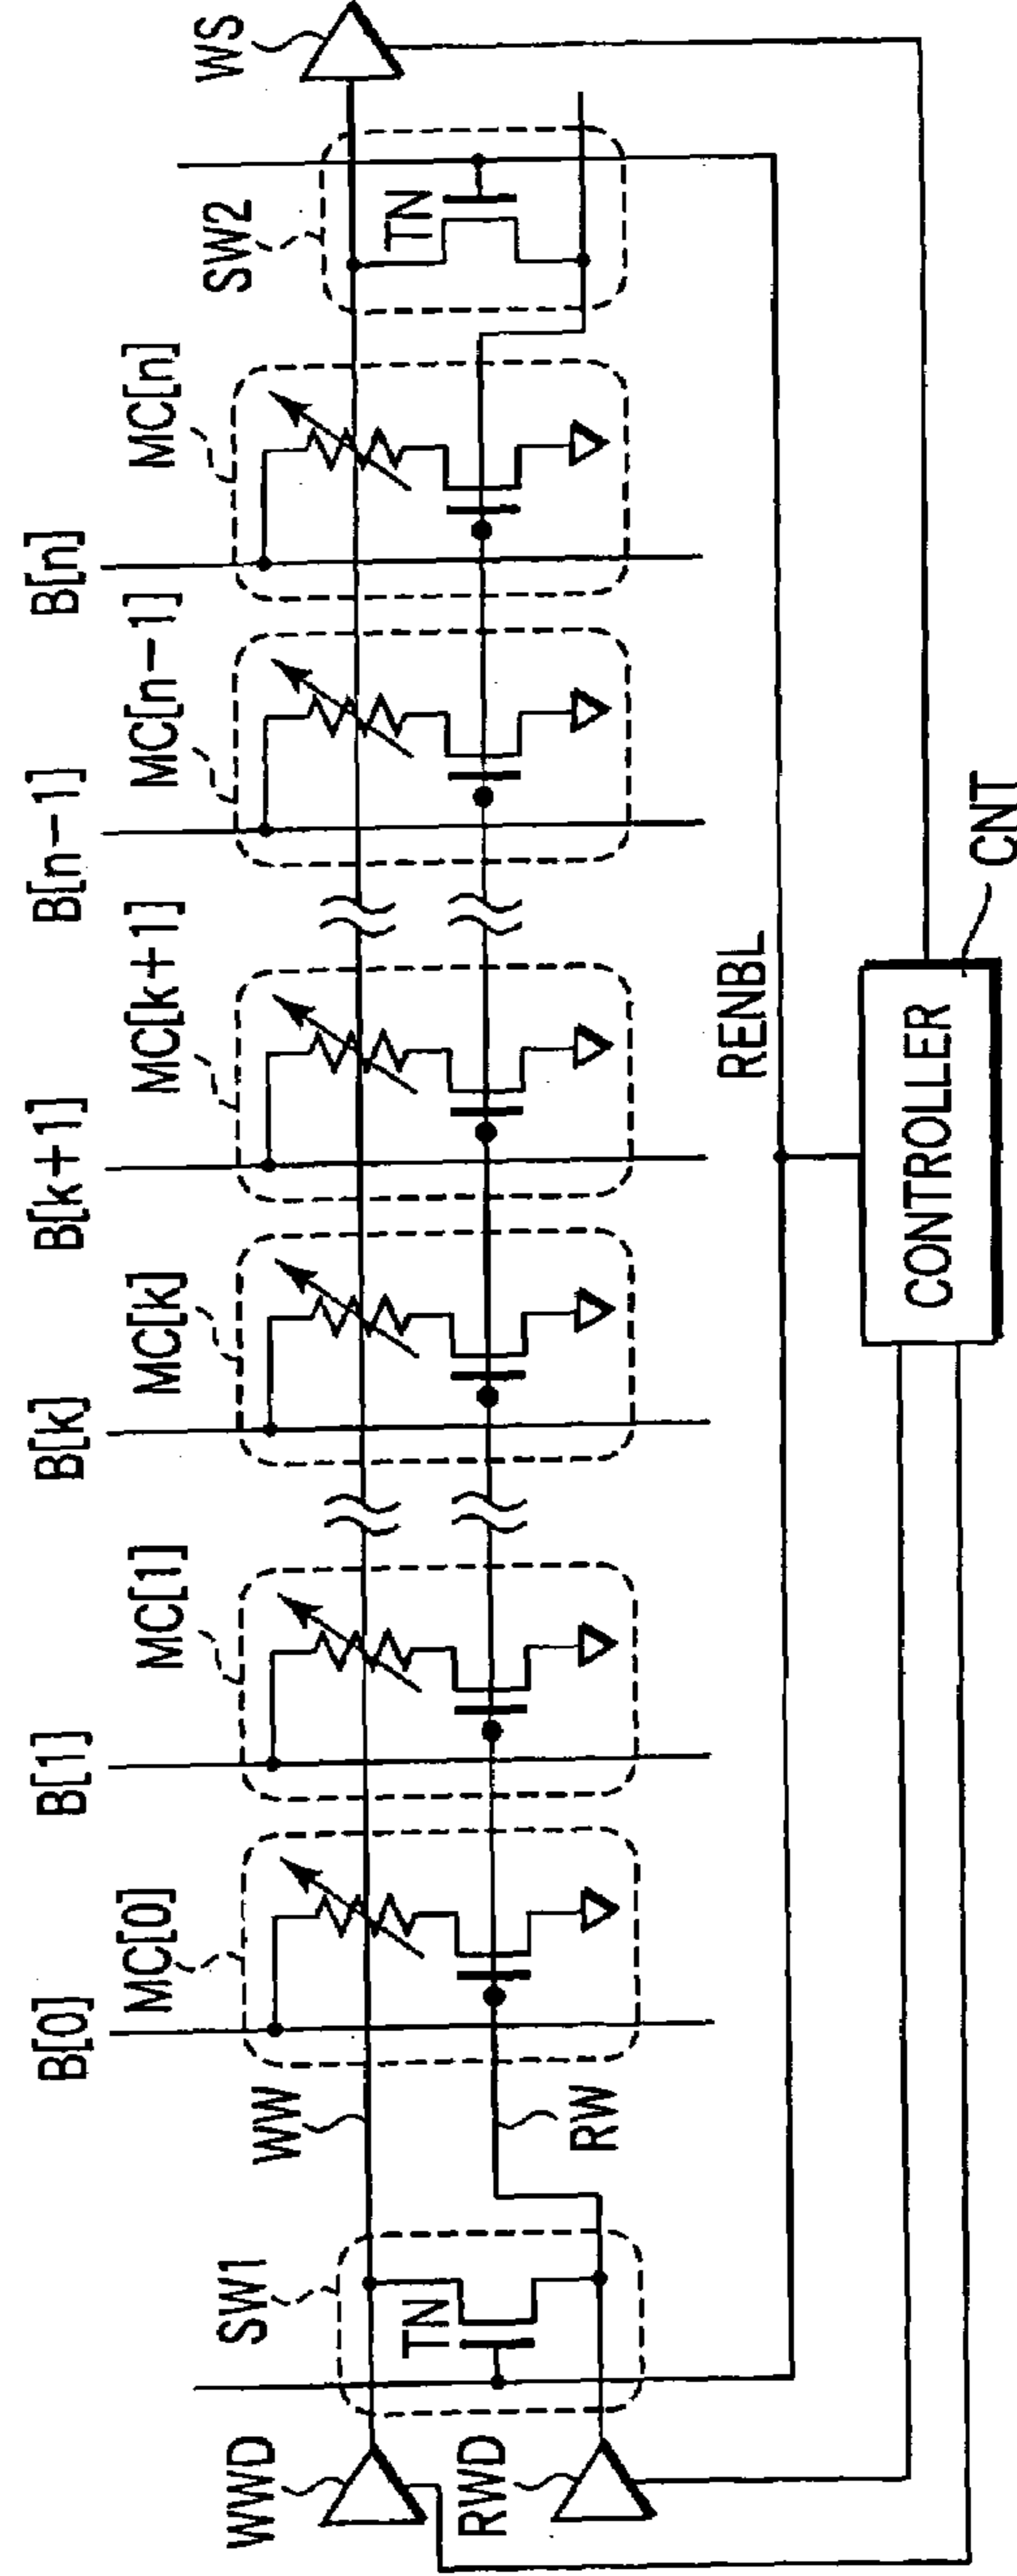 B[0]
B[1]
B[k]
B[k+1]
B[n-1]
B[n]
MC[0]
MC[1]
MC[k]
MC[k+1]
MC[n-1]
MC[n]
SW1
SW2
WS
WWD
WW
TN
TN
RWD
RW
RENBL
CONTROLLER
CNT